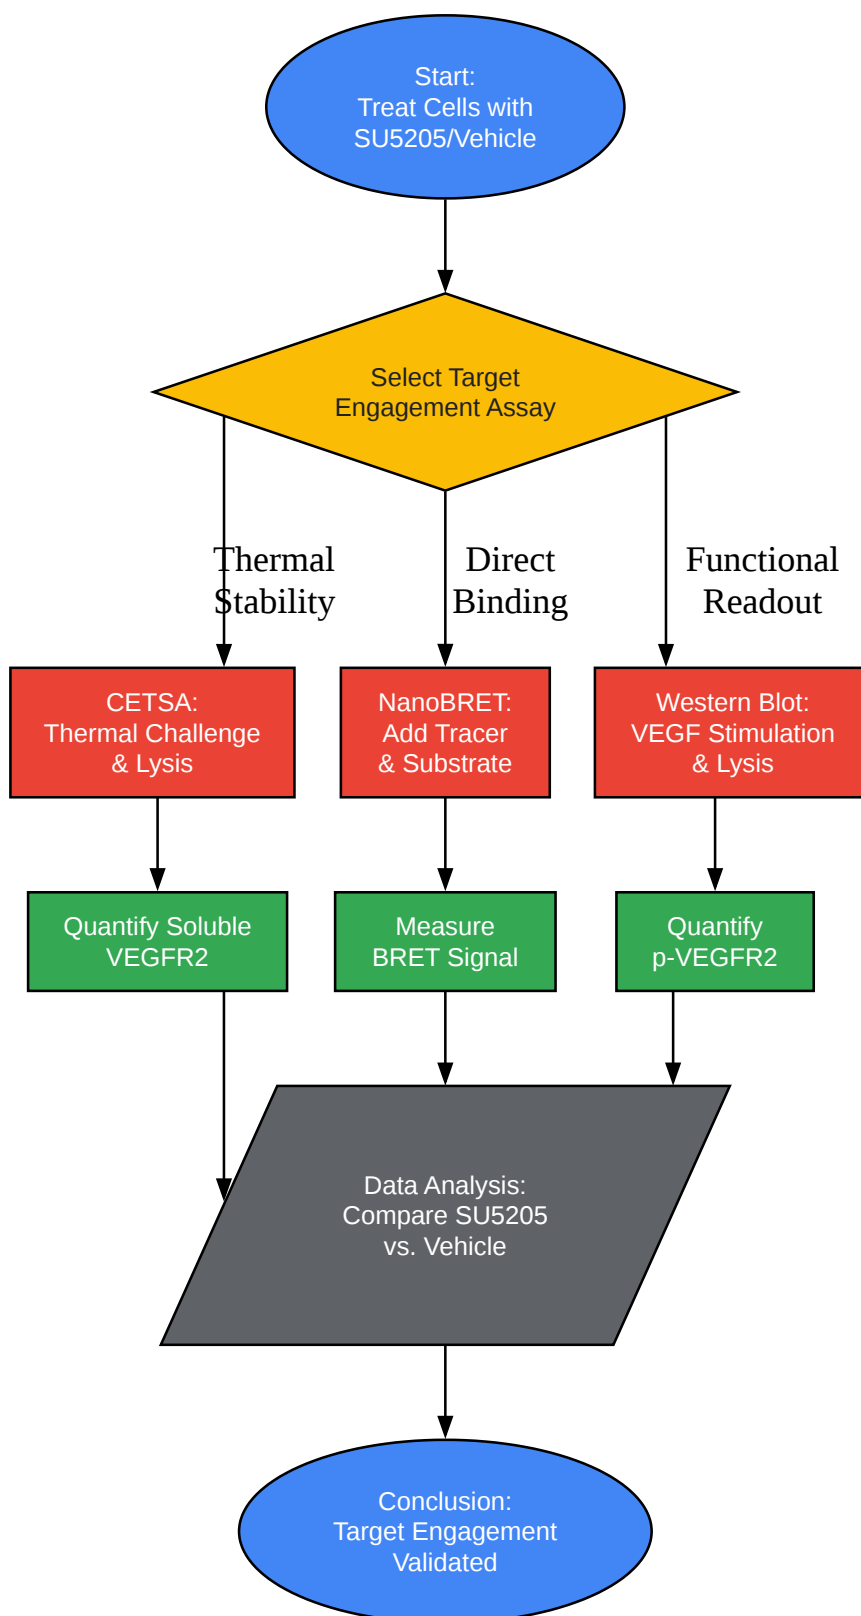 Start:
Treat Cells with
SU5205/Vehicle
Select Target
Engagement Assay
Thermal
Stability
Direct
Binding
Functional
Readout
CETSA:
Thermal Challenge
& Lysis
NanoBRET:
Add Tracer
& Substrate
Western Blot:
VEGF Stimulation
& Lysis
Quantify Soluble
VEGFR2
Measure
BRET Signal
Quantify
p-VEGFR2
Data Analysis:
Compare SU5205
vs. Vehicle
Conclusion:
Target Engagement
Validated